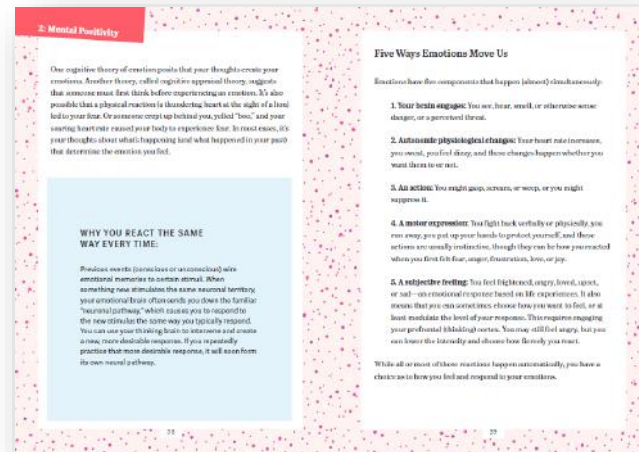 2: Mental Positivity
One cognitive theory of emotion posits that your thoughts create your
emotions. Another theory, called cognitive appraisal theory, suggests
that someone must first think before experiencing an emotion. It's also
possible that a physical reaction (a thundering heart at the sight of a lion)
led to your fear. Or someone crept up behind you, yelled "boo," and your
soaring heart rate caused your body to experience fear. In most cases, it's
your thoughts about what's happening (and what happened in your past)
that determine the emotion you feel.
WHY YOU REACT THE SAME
WAY EVERY TIME:
Previous events (conscious or unconscious) wire
emotional memories to certain stimuli. When
something new stimulates the same neuronal territory,
your emotional brain often sends you down the familiar
"neuronal pathway," which causes you to respond to
the new stimulus the same way you typically respond.
You can use your thinking brain to intervene and create
a new, more desirable response. If you repeatedly
practice that more desirable response, it will soon form
its own neural pathway.
38
Five Ways Emotions Move Us
Emotions have five components that happen (almost) simultaneously:
1. Your brain engages: You see, hear, smell, or otherwise sense
danger, or a perceived threat.
2. Autonomic physiological changes: Your heart rate increases,
you sweat, you feel dizzy, and these changes happen whether you
want them to or not.
3. An action: You might gasp, scream, or weep, or you might
suppress it.
4. A motor expression: You fight back verbally or physically, you
run away, you put up your hands to protect yourself, and these
actions are usually instinctive, though they can be how you reacted
when you first felt fear, anger, frustration, love, or joy.
5. A subjective feeling: You feel frightened, angry, loved, upset,
or sad—an emotional response based on life experiences. It also
means that you can sometimes choose how you want to feel, or at
least modulate the level of your response. This requires engaging
your prefrontal (thinking) cortex. You may still feel angry, but you
can lower the intensity and choose how fiercely you react.
While all or most of these reactions happen automatically, you have a
choice as to how you feel and respond to your emotions.
39